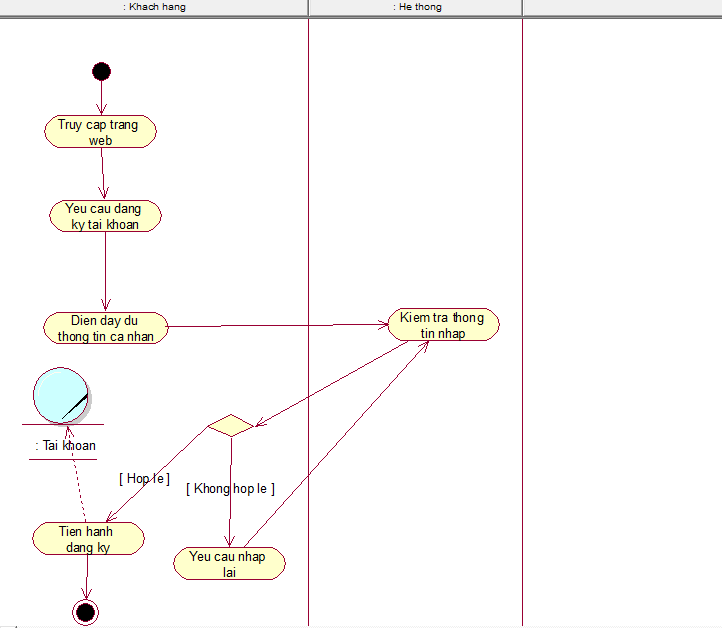 : Khach hang
: He thong
Truy cap trang
web
Yeu cau dang
ky tai khoan
Dien day du
thong tin ca nhan
Kiem tra thong
tin nhap
: Tai khoan
[ Hop le ]
[ Khong hop le ]
Tien hanh
dang ky
Yeu cau nhap
lai